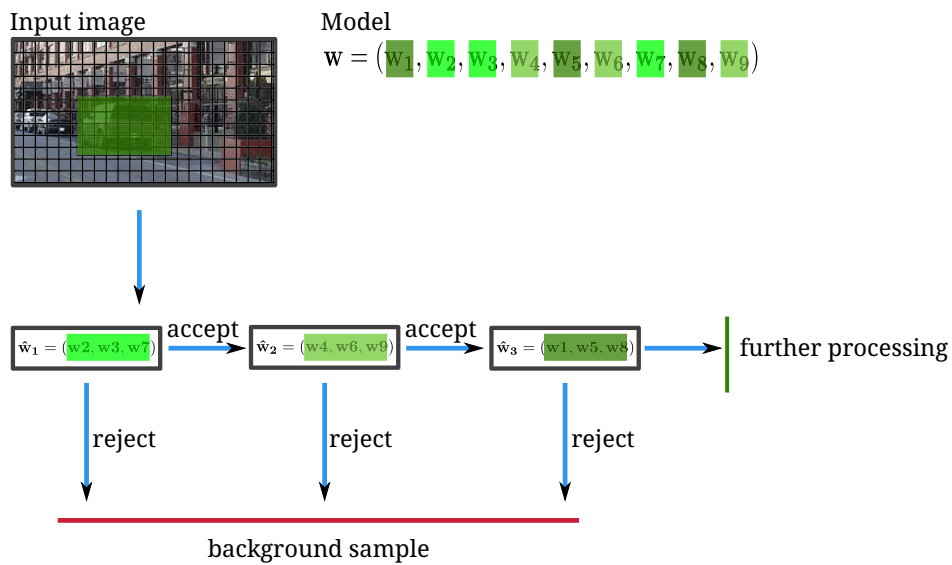 Input image
Model
w = (w₁, w₂, w₃, w₄, w₅, w₆, w₇, w₈, w₉)
accept
accept
ŵ₁ = (w2, w3, w7)
ŵ₂ = (w4, w6, w9)
ŵ₃ = (w1, w5, w8)
further processing
reject
reject
reject
background sample